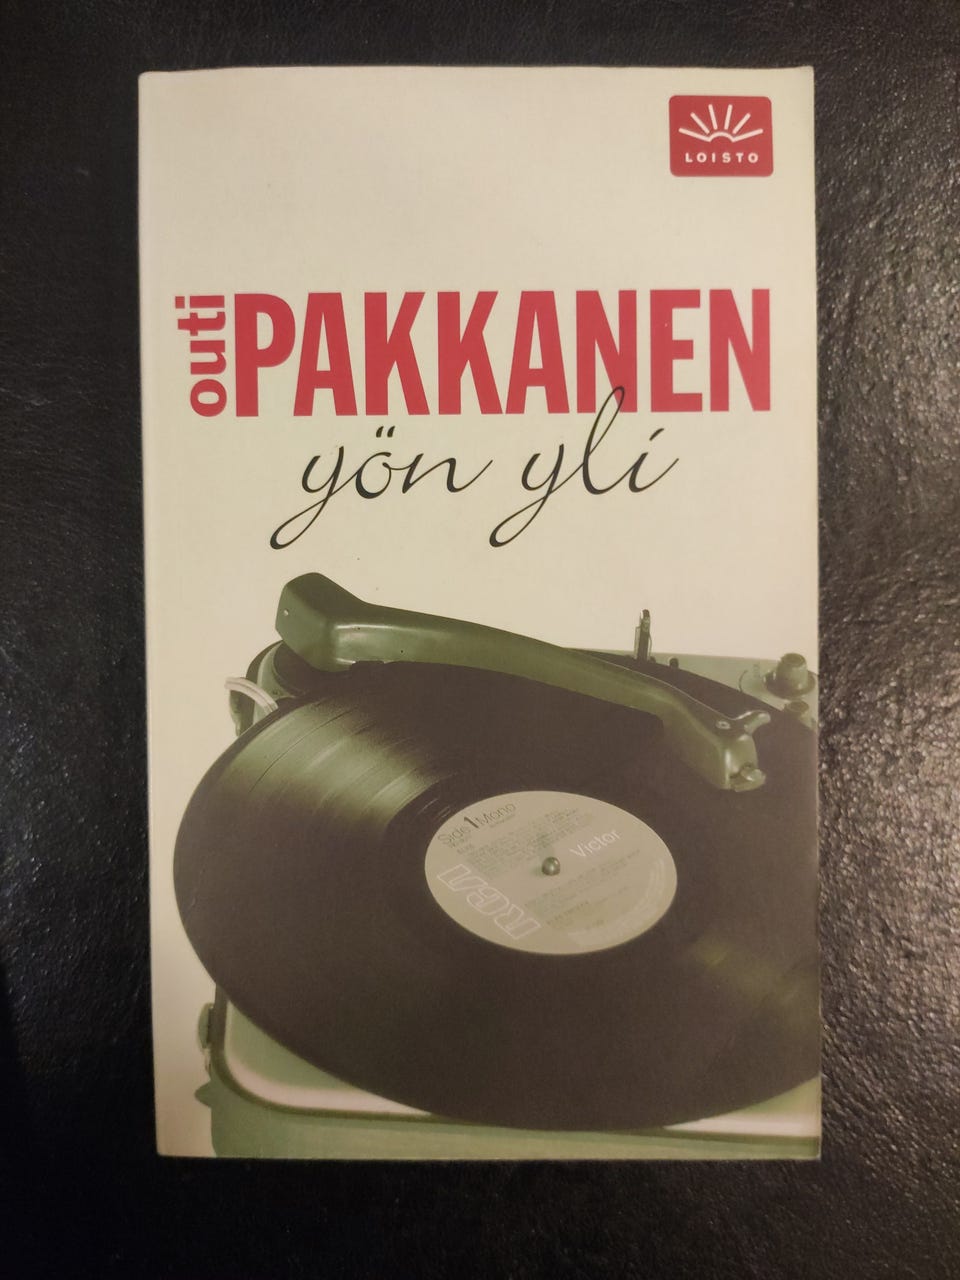 LOISTO
outi
PAKKANEN
yön yli
Side 1 Mono
Victor
RCA